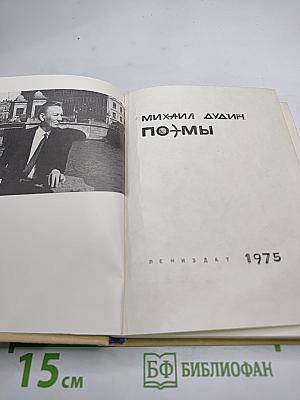 МИХАИЛ ДУДИН
ПОЭМЫ
ЛЕНИЗДАТ 1975
15 см
БФ БИБЛИОФАН